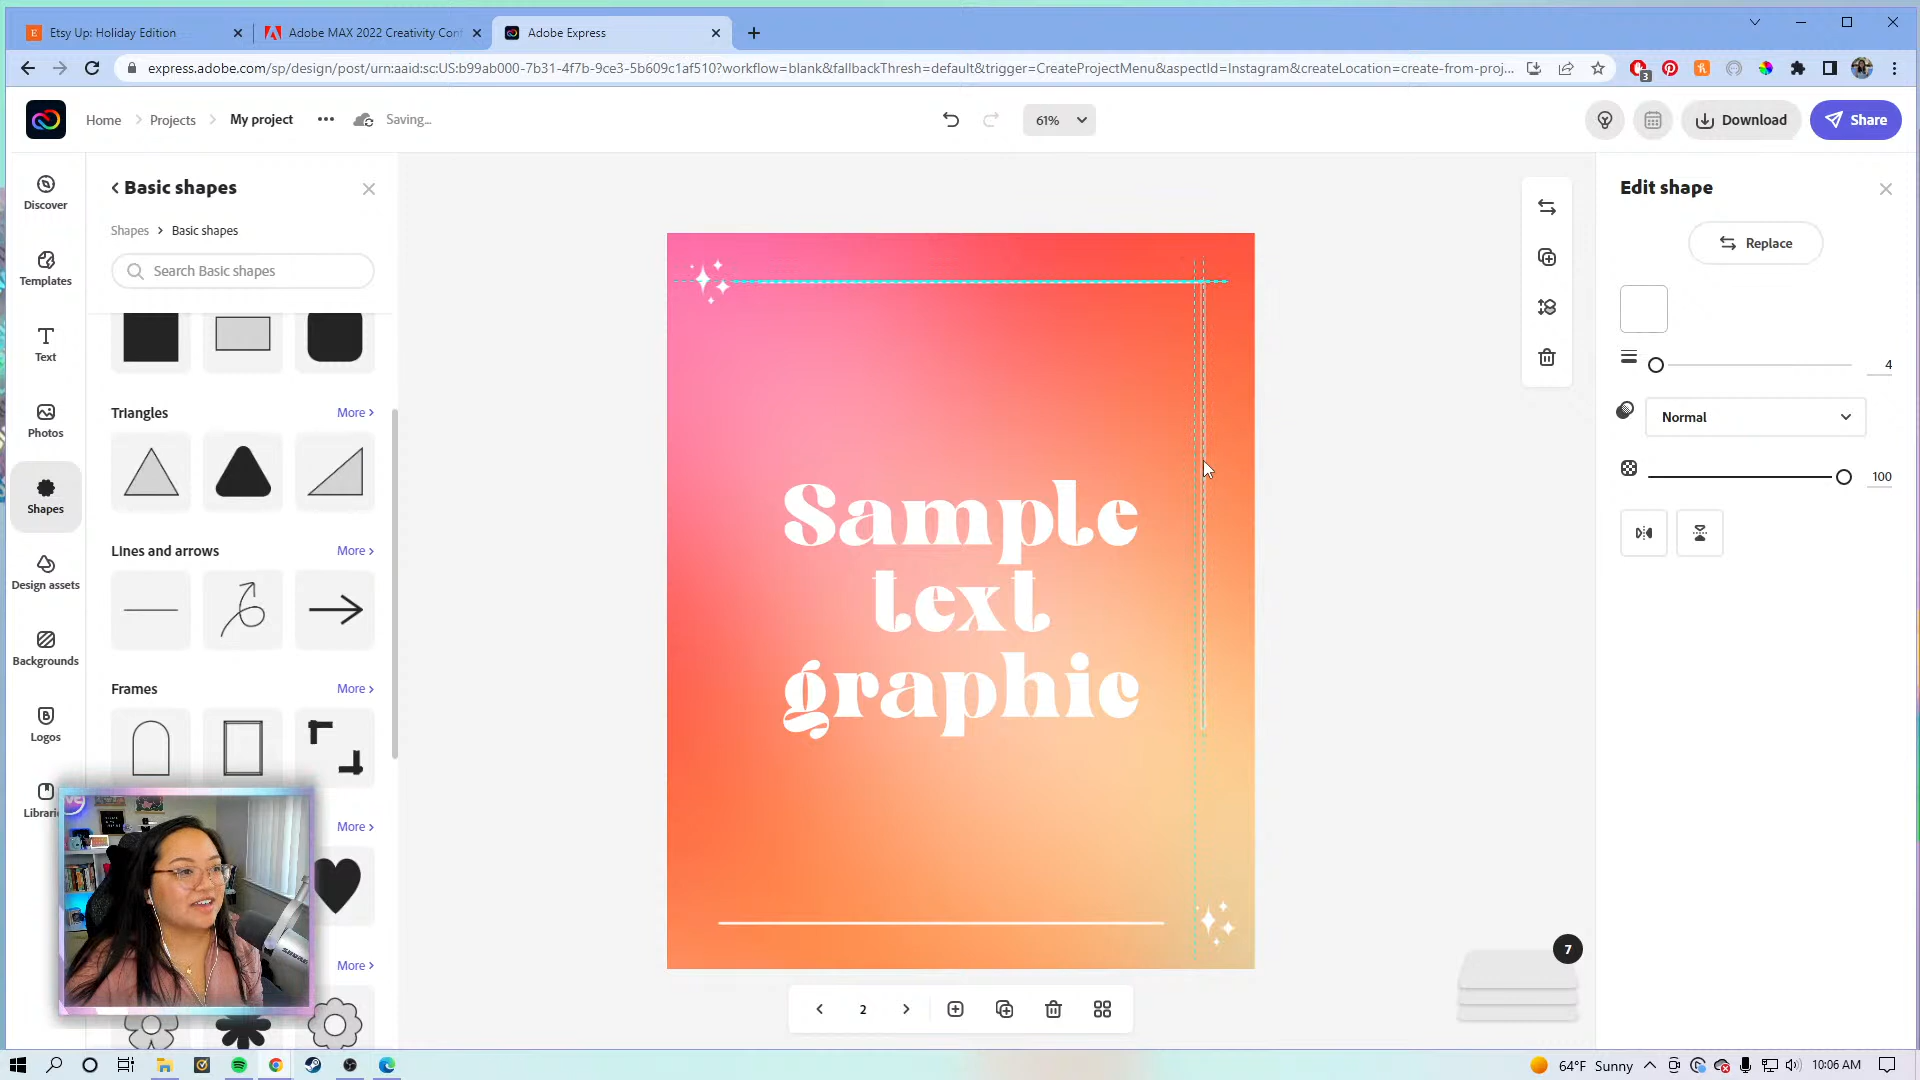 Etsy Up: Holiday Edition
Adobe MAX 2022 Creativity Con
Adobe Express
express.adobe.com/sp/design/post/urn:aaid:sc:US:b99ab000-7b31-4f7b-9ce3-5b609c1af510?workflow=blank&fallbackThresh=default&trigger=CreateProjectMenu&aspectId=Instagram&createLocation=create-from-proj...
3
Home
Projects
My project
Saving...
61%
Download
Share
Discover
Templates
Text
Photos
Shapes
Design assets
Backgrounds
Logos
Librari
Basic shapes
Shapes > Basic shapes
Search Basic shapes
Triangles
More
Lines and arrows
More
Frames
More
More
More
Sample
text
graphic
Edit shape
Replace
4
Normal
100
7
2
64°F Sunny
10:06 AM